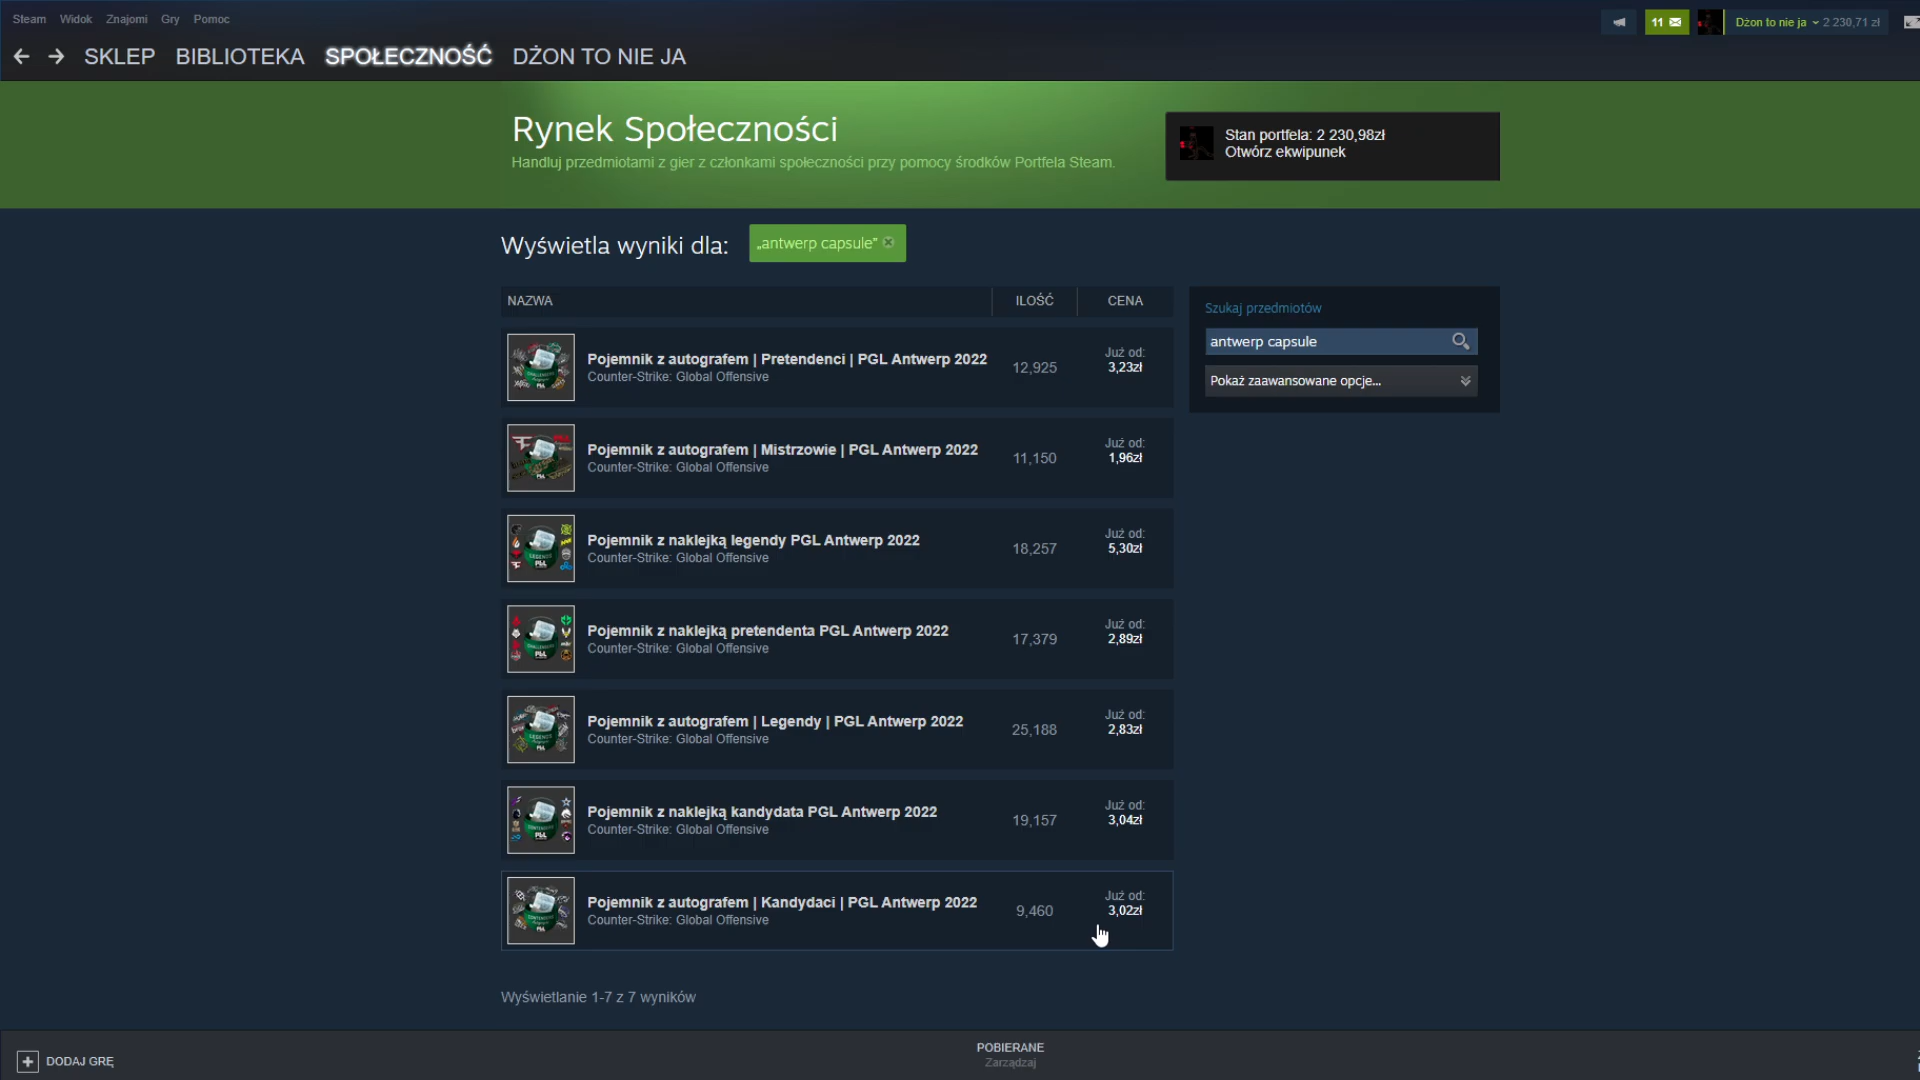 Steam Widok Znajomi Gry Pomoc
11
Dżon to nie ja 2 230,71 zł
SKLEP BIBLIOTEKA SPOŁECZNOŚĆ DŻON TO NIE JA
Rynek Społeczności
Handluj przedmiotami z gier z członkami społeczności przy pomocy środków Portfela Steam.
Stan portfela: 2 230,98zł
Otwórz ekwipunek
Wyświetla wyniki dla: „antwerp capsule”
NAZWA ILOŚĆ CENA
Pojemnik z autografem | Pretendenci | PGL Antwerp 2022
Counter-Strike: Global Offensive
12,925
Już od:
3,23zł
Pojemnik z autografem | Mistrzowie | PGL Antwerp 2022
Counter-Strike: Global Offensive
11,150
Już od:
1,96zł
Pojemnik z naklejką legendy PGL Antwerp 2022
Counter-Strike: Global Offensive
18,257
Już od:
5,30zł
Pojemnik z naklejką pretendenta PGL Antwerp 2022
Counter-Strike: Global Offensive
17,379
Już od:
2,89zł
Pojemnik z autografem | Legendy | PGL Antwerp 2022
Counter-Strike: Global Offensive
25,188
Już od:
2,83zł
Pojemnik z naklejką kandydata PGL Antwerp 2022
Counter-Strike: Global Offensive
19,157
Już od:
3,04zł
Pojemnik z autografem | Kandydaci | PGL Antwerp 2022
Counter-Strike: Global Offensive
9,460
Już od:
3,02zł
Wyświetlanie 1-7 z 7 wyników
Szukaj przedmiotów
antwerp capsule
Pokaż zaawansowane opcje...
DODAJ GRĘ
POBIERANE
Zarządzaj